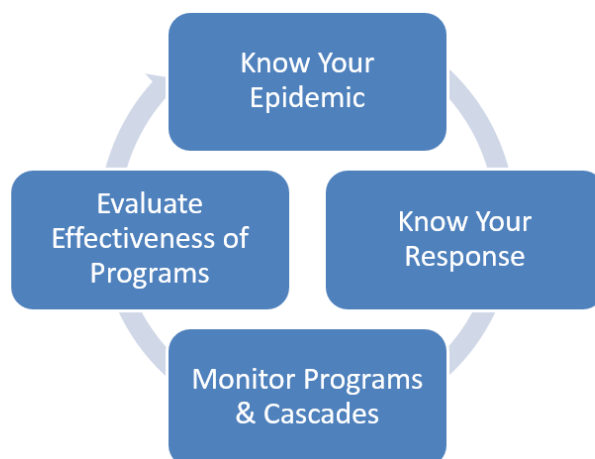 Know Your
Epidemic
Know Your
Response
Monitor Programs
& Cascades
Evaluate
Effectiveness of
Programs